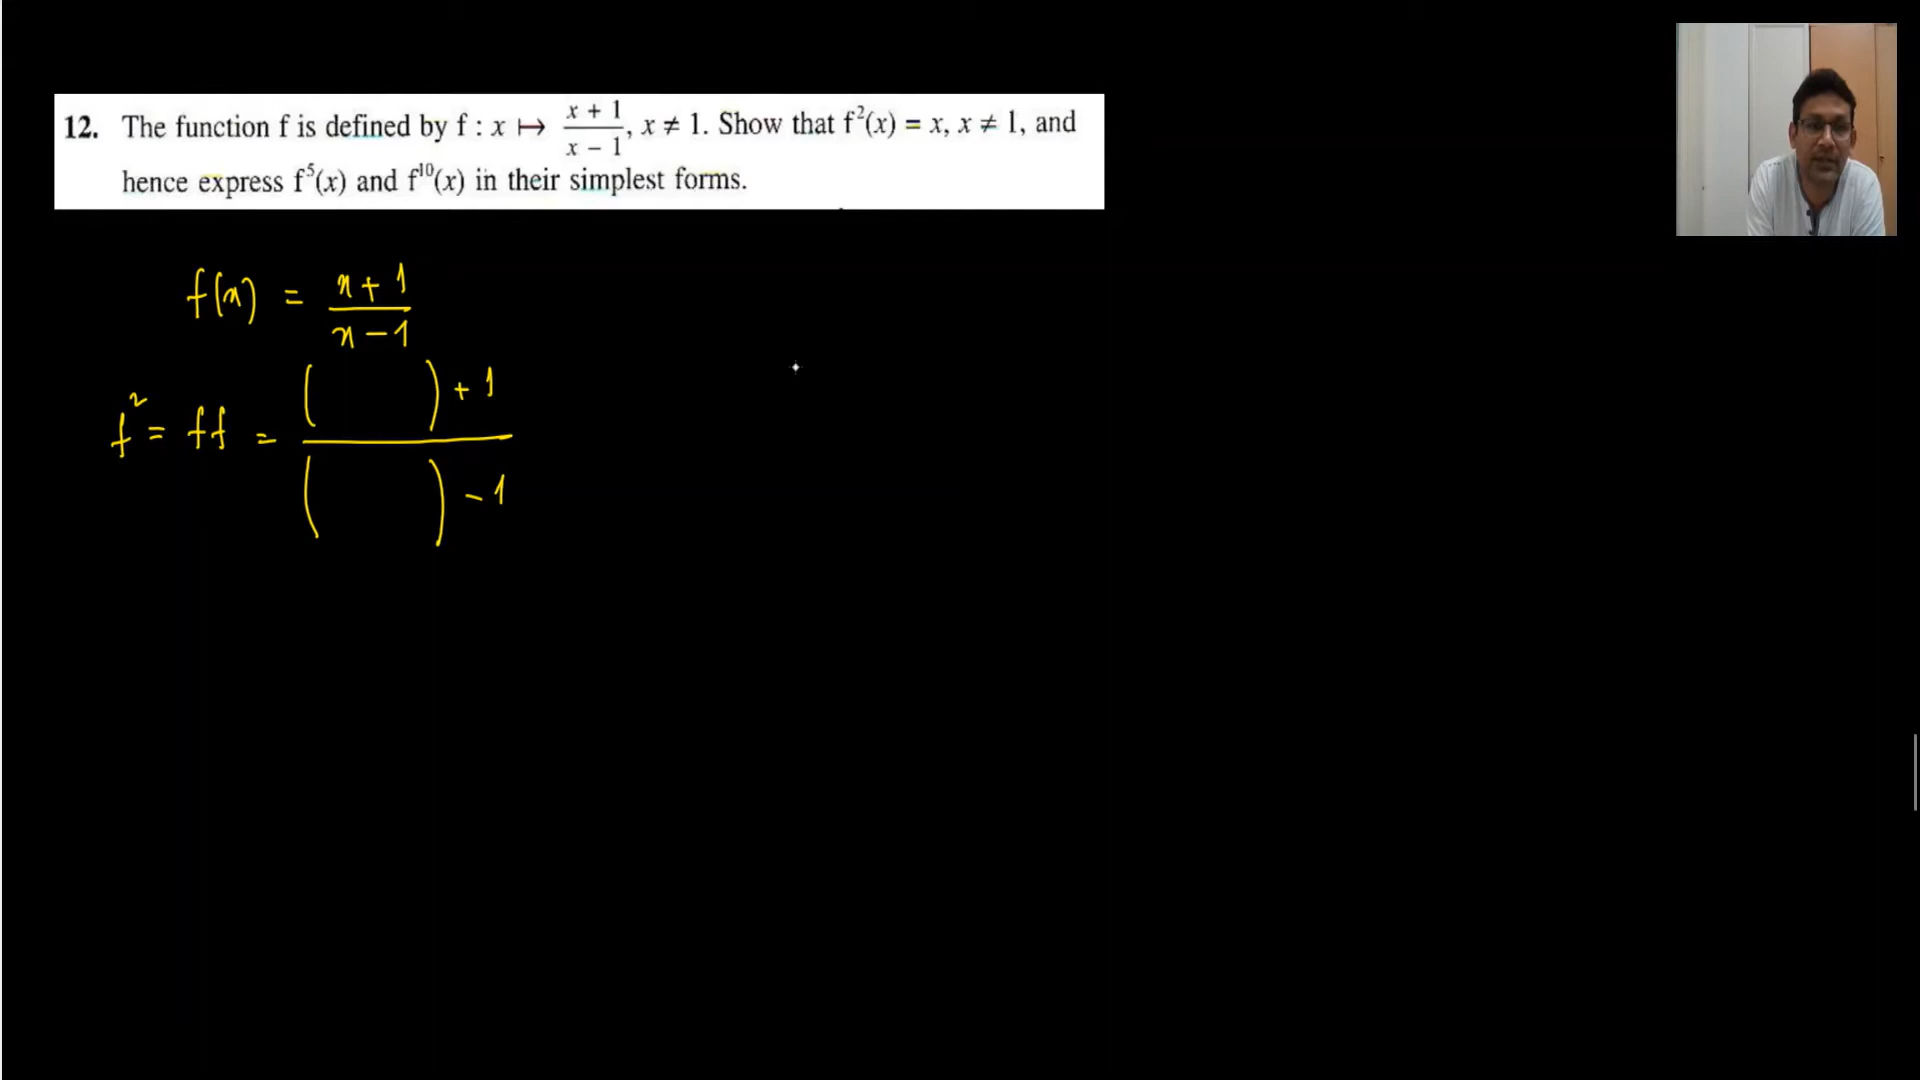 12. The function f is defined by f : x ↦ (x + 1)/(x − 1), x ≠ 1. Show that f²(x) = x, x ≠ 1, and
hence express f⁵(x) and f¹⁰(x) in their simplest forms.
f(x) = (x + 1)/(x − 1)
f² = ff = (( ) + 1)/(( ) − 1)